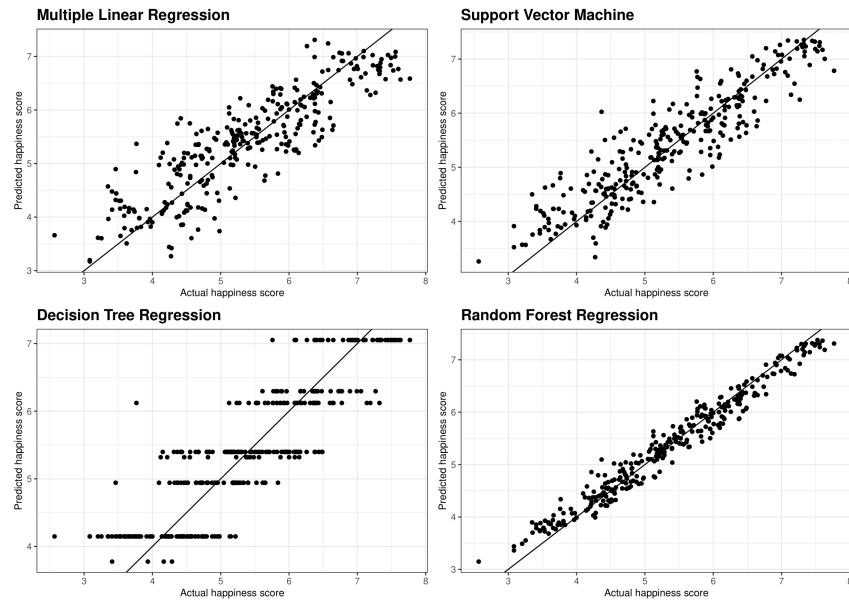 Multiple Linear Regression
Predicted happiness score
7
6
5
4
3
3 4 5 6 7 8
Actual happiness score
Support Vector Machine
Predicted happiness score
7
6
5
4
3 4 5 6 7 8
Actual happiness score
Decision Tree Regression
Predicted happiness score
7
6
5
4
3 4 5 6 7 8
Actual happiness score
Random Forest Regression
Predicted happiness score
7
6
5
4
3
3 4 5 6 7 8
Actual happiness score